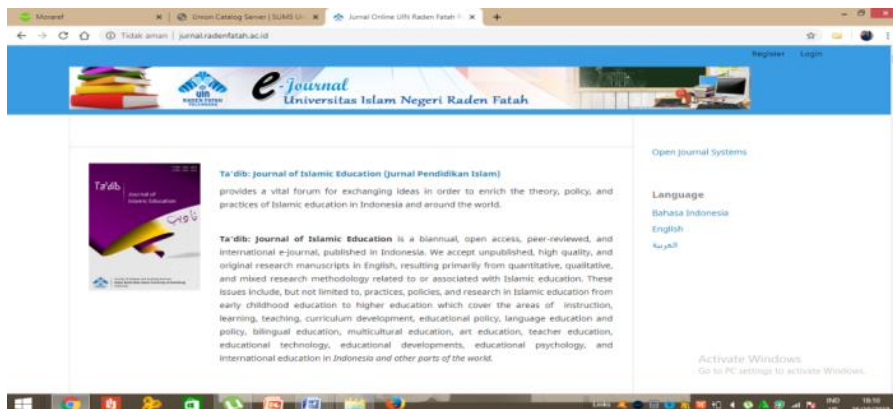 Moraref
Union Catalog Server | SLIMS Un
Jurnal Online UIN Raden Fatah
Tidak aman | jurnal.radenfatah.ac.id
Register Login
UIN
RADEN FATAH
PALEMBANG
e-Journal
Universitas Islam Negeri Raden Fatah
Open Journal Systems
Language
Bahasa Indonesia
English
العربية
Ta'dib
Journal of
Islamic Education
Ta'dib: Journal of Islamic Education (Jurnal Pendidikan Islam)
provides a vital forum for exchanging ideas in order to enrich the theory, policy, and
practices of Islamic education in Indonesia and around the world.
Ta'dib: Journal of Islamic Education is a biannual, open access, peer-reviewed, and
international e-journal, published in Indonesia. We accept unpublished, high quality, and
original research manuscripts in English, resulting primarily from quantitative, qualitative,
and mixed research methodology related to or associated with Islamic education. These
issues include, but not limited to, practices, policies, and research in Islamic education from
early childhood education to higher education which cover the areas of instruction,
learning, teaching, curriculum development, educational policy, language education and
policy, bilingual education, multicultural education, art education, teacher education,
educational technology, educational developments, educational psychology, and
international education in Indonesia and other parts of the world.
Activate Windows
Go to PC settings to activate Windows.
Links
IND
18:10